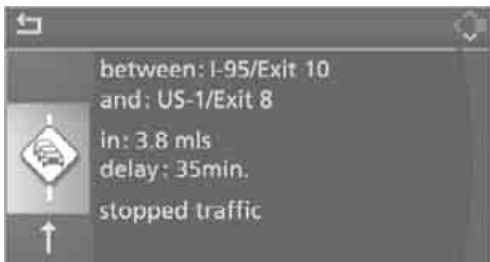 between: I-95/Exit 10
and: US-1/Exit 8
in: 3.8 mls
delay: 35min.
stopped traffic